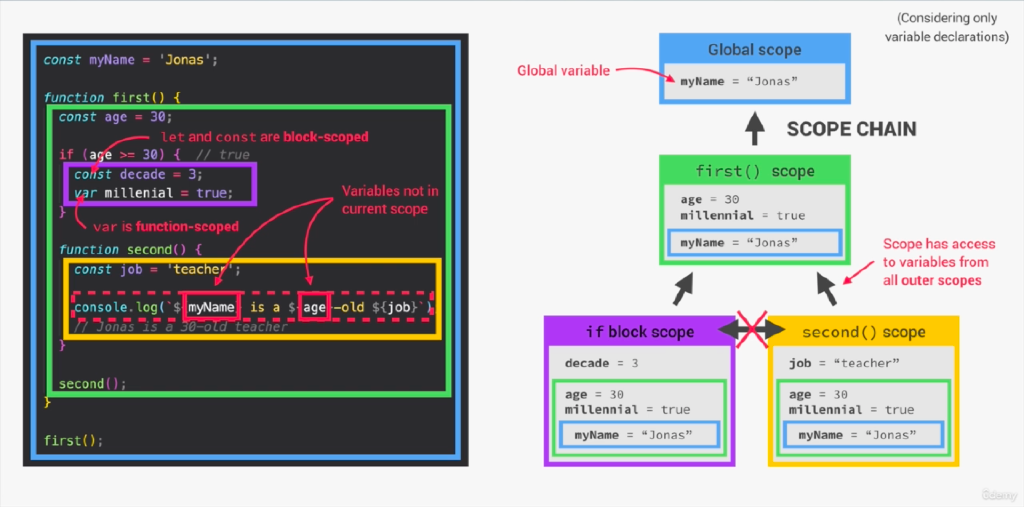 const myName = 'Jonas';
function first() {
const age = 30;
let and const are block-scoped
if (age >= 30) { // true
const decade = 3;
var millenial = true;
}
var is function-scoped
Variables not in
current scope
function second() {
const job = 'teacher';
console.log(`${myName} is a ${age}-old ${job}`)
// Jonas is a 30-old teacher
}
second();
}
first();
(Considering only
variable declarations)
Global scope
Global variable
myName = “Jonas”
SCOPE CHAIN
first() scope
age = 30
millennial = true
myName = “Jonas”
Scope has access
to variables from
all outer scopes
if block scope
decade = 3
age = 30
millennial = true
myName = “Jonas”
second() scope
job = “teacher”
age = 30
millennial = true
myName = “Jonas”
Udemy